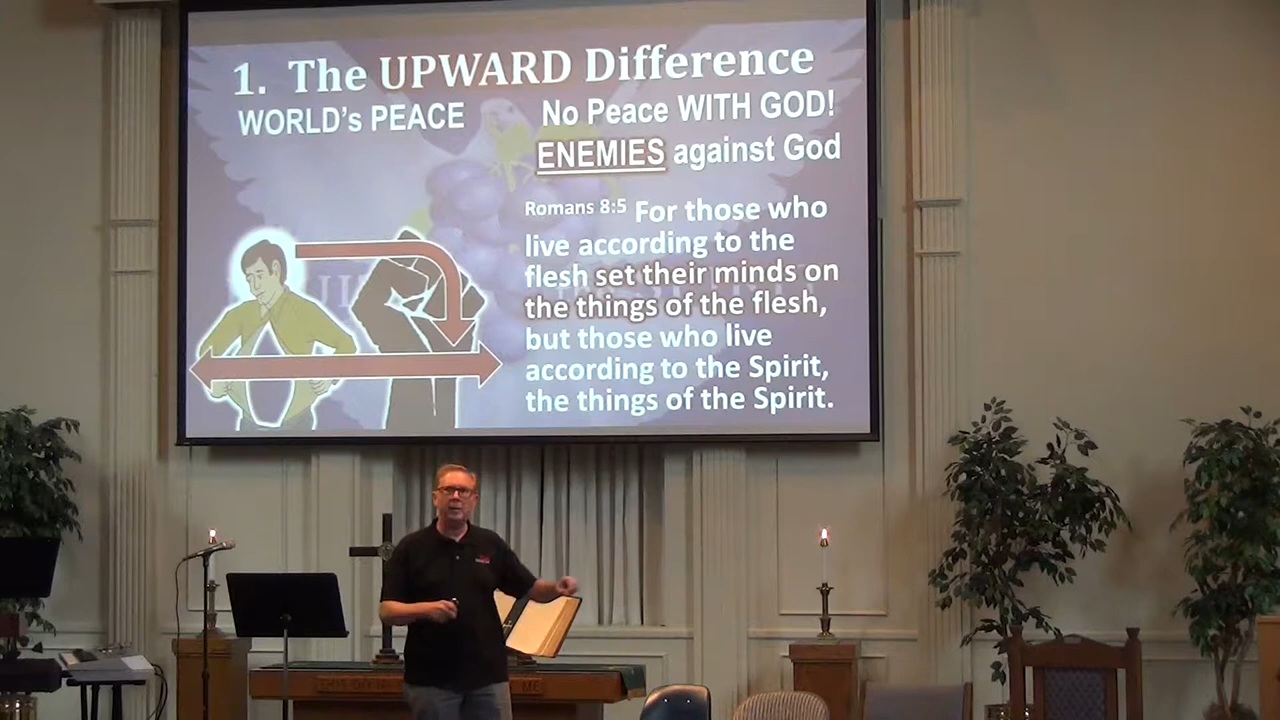 1. The UPWARD Difference
WORLD's PEACE
No Peace WITH GOD!
ENEMIES against God
Romans 8:5 For those who
live according to the
flesh set their minds on
the things of the flesh,
but those who live
according to the Spirit,
the things of the Spirit.
ME